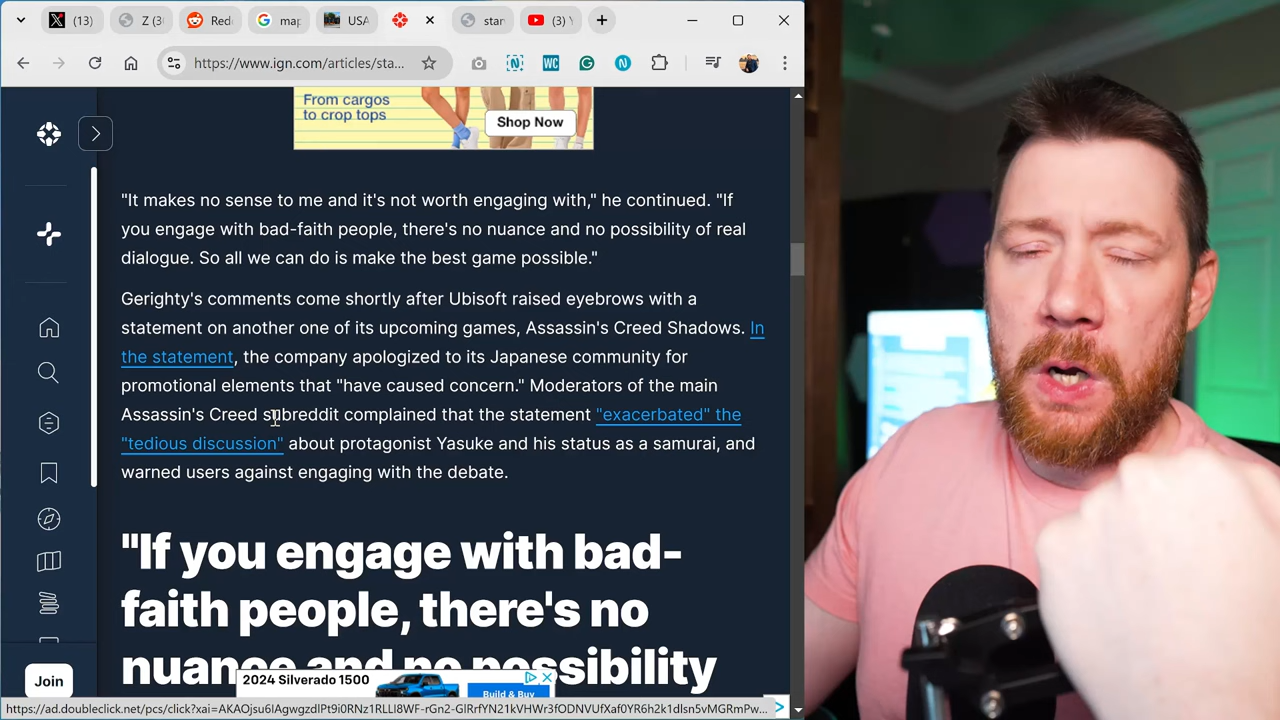 (13)
Z (3(
Red
map
USA
star
(3) Y
https://www.ign.com/articles/sta...
WC
From cargos
to crop tops
Shop Now
"It makes no sense to me and it's not worth engaging with," he continued. "If
you engage with bad-faith people, there's no nuance and no possibility of real
dialogue. So all we can do is make the best game possible."
Gerighty's comments come shortly after Ubisoft raised eyebrows with a
statement on another one of its upcoming games, Assassin's Creed Shadows. In
the statement, the company apologized to its Japanese community for
promotional elements that "have caused concern." Moderators of the main
Assassin's Creed subreddit complained that the statement "exacerbated" the
"tedious discussion" about protagonist Yasuke and his status as a samurai, and
warned users against engaging with the debate.
"If you engage with bad-
faith people, there's no
nuance and no possibility
Join
2024 Silverado 1500
Build & Buy